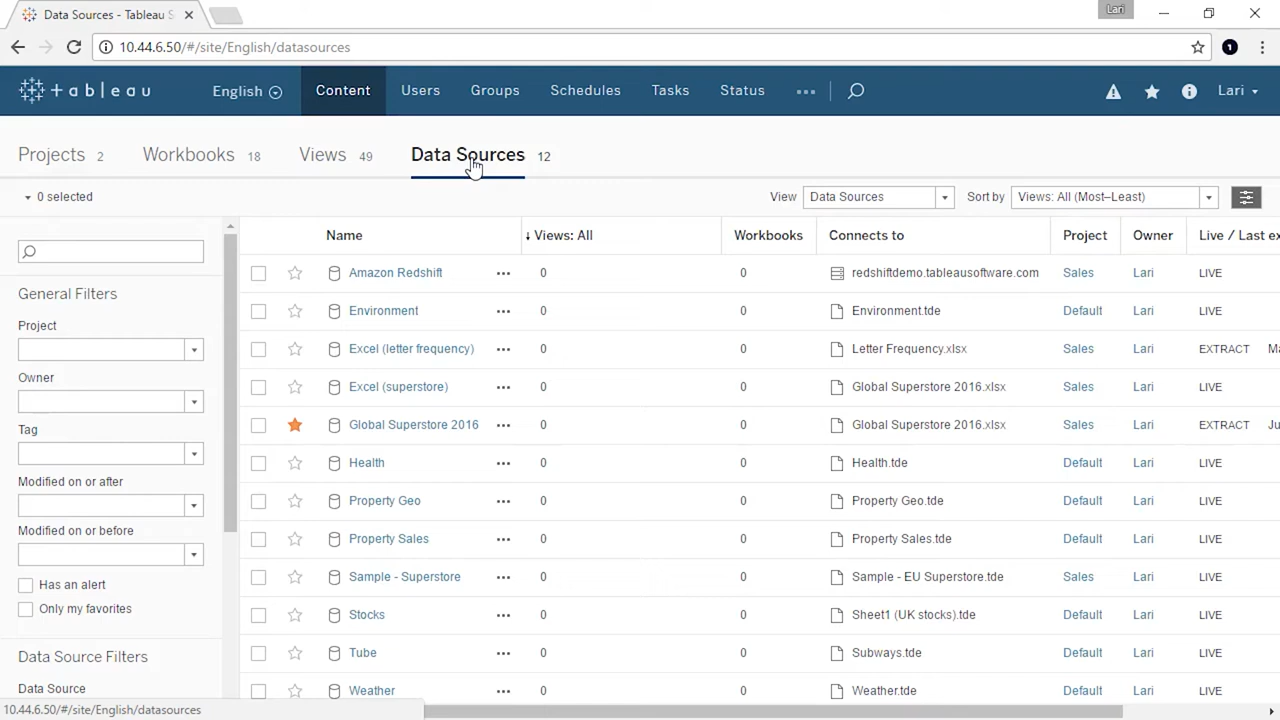 Data Sources - Tableau S
Lari
10.44.6.50/#/site/English/datasources
1
+ a b | e a u
English
Content
Users
Groups
Schedules
Tasks
Status
Lari
Projects 2
Workbooks 18
Views 49
Data Sources 12
0 selected
View Data Sources
Sort by Views: All (Most–Least)
General Filters
Project
Owner
Tag
Modified on or after
Modified on or before
Has an alert
Only my favorites
Data Source Filters
Data Source
Name ↓ Views: All Workbooks Connects to Project Owner Live / Last ex
Amazon Redshift ••• 0 0 redshiftdemo.tableausoftware.com Sales Lari LIVE
Environment ••• 0 0 Environment.tde Default Lari LIVE
Excel (letter frequency) ••• 0 0 Letter Frequency.xlsx Sales Lari EXTRACT Ma
Excel (superstore) ••• 0 0 Global Superstore 2016.xlsx Sales Lari LIVE
Global Superstore 2016 ••• 0 0 Global Superstore 2016.xlsx Sales Lari EXTRACT Ju
Health ••• 0 0 Health.tde Default Lari LIVE
Property Geo ••• 0 0 Property Geo.tde Default Lari LIVE
Property Sales ••• 0 0 Property Sales.tde Default Lari LIVE
Sample - Superstore ••• 0 0 Sample - EU Superstore.tde Sales Lari LIVE
Stocks ••• 0 0 Sheet1 (UK stocks).tde Default Lari LIVE
Tube ••• 0 0 Subways.tde Default Lari LIVE
Weather ••• 0 0 Weather.tde Default Lari LIVE
10.44.6.50/#/site/English/datasources